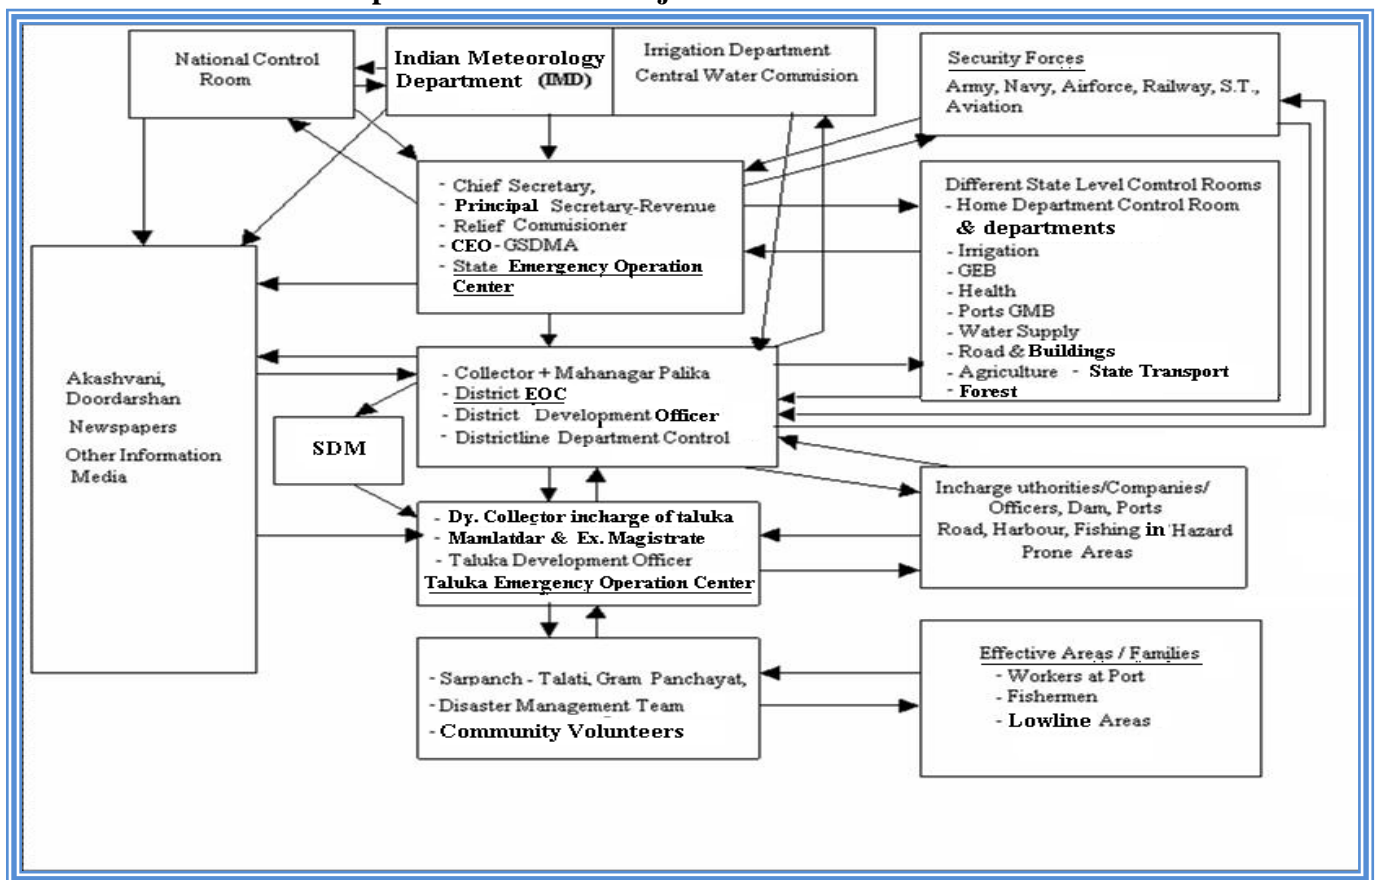 National Control
Room
Indian Meteorology
Department (IMD)
Irrigation Department
Central Water Commision
Security Forces
Army, Navy, Airforce, Railway, S.T.,
Aviation
- Chief Secretary,
- Principal Secretary-Revenue
- Relief Commisioner
- CEO-GSDMA
- State Emergency Operation
Center
Different State Level Comtrol Rooms
- Home Department Control Room
& departments
- Irrigation
- GEB
- Health
- Ports GMB
- Water Supply
- Road & Buildings
- Agriculture - State Transport
- Forest
Akashvani,
Doordarshan
Newspapers
Other Information
Media
- Collector + Mahanagar Palika
- District EOC
- District Development Officer
- Districtline Department Control
SDM
- Dy. Collector incharge of taluka
- Mamlatdar & Ex. Magistrate
- Taluka Development Officer
Taluka Emergency Operation Center
Incharge uthorities/Companies/
Officers, Dam, Ports
Road, Harbour, Fishing in Hazard
Prone Areas
- Sarpanch - Talati, Gram Panchayat,
- Disaster Management Team
- Community Volunteers
Effective Areas / Families
- Workers at Port
- Fishermen
- Lowline Areas